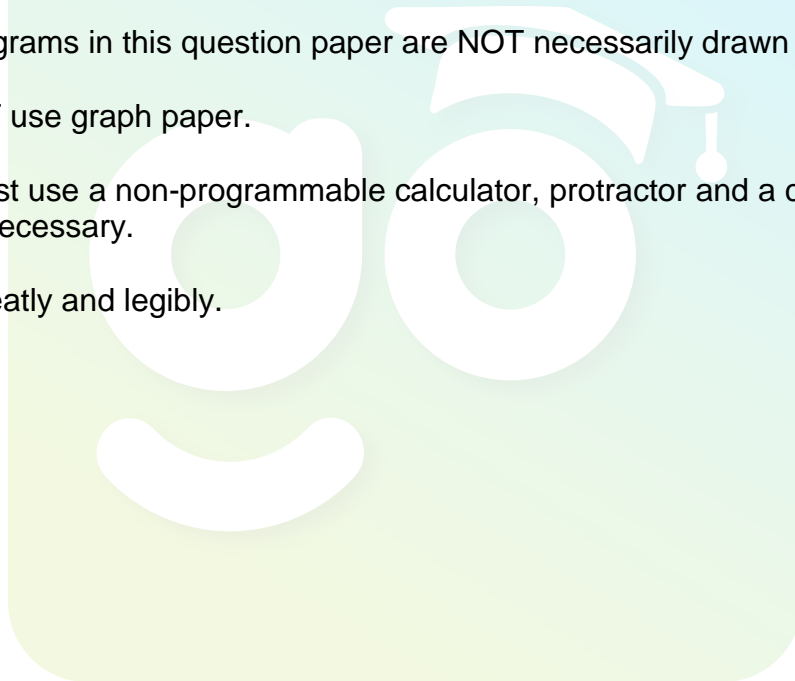 grams in this question paper are NOT necessarily drawn
use graph paper.
st use a non-programmable calculator, protractor and a c
ecessary.
eatly and legibly.
go